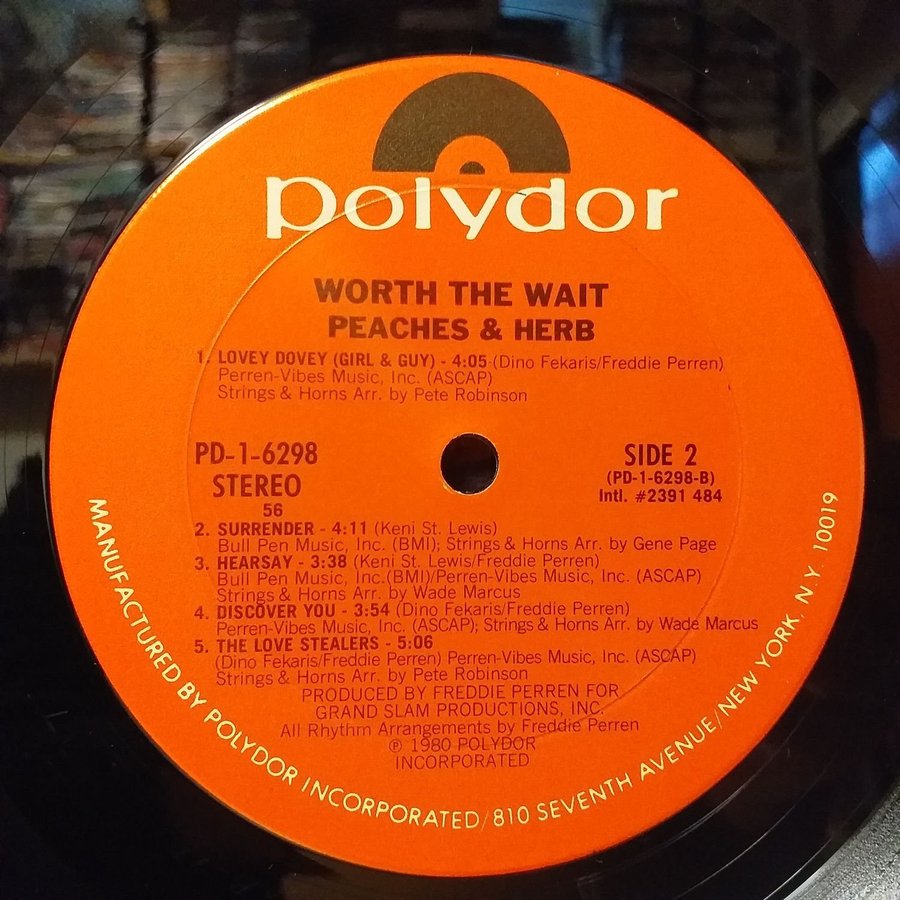 polydor
WORTH THE WAIT
PEACHES & HERB
1. LOVEY DOVEY (GIRL & GUY) - 4:05 (Dino Fekaris/Freddie Perren)
Perren-Vibes Music, Inc. (ASCAP)
Strings & Horns Arr. by Pete Robinson
PD-1-6298
STEREO
56
SIDE 2
(PD-1-6298-B)
Intl. #2391 484
2. SURRENDER - 4:11 (Keni St. Lewis)
Bull Pen Music, Inc. (BMI); Strings & Horns Arr. by Gene Page
3. HEARSAY - 3:38 (Keni St. Lewis/Freddie Perren)
Bull Pen Music, Inc.(BMI)/Perren-Vibes Music, Inc. (ASCAP)
Strings & Horns Arr. by Wade Marcus
4. DISCOVER YOU - 3:54 (Dino Fekaris/Freddie Perren)
Perren-Vibes Music, Inc. (ASCAP); Strings & Horns Arr. by Wade Marcus
5. THE LOVE STEALERS - 5:06
(Dino Fekaris/Freddie Perren) Perren-Vibes Music, Inc. (ASCAP)
Strings & Horns Arr. by Pete Robinson
PRODUCED BY FREDDIE PERREN FOR
GRAND SLAM PRODUCTIONS, INC.
All Rhythm Arrangements by Freddie Perren
℗ 1980 POLYDOR
INCORPORATED
MANUFACTURED BY POLYDOR INCORPORATED/810 SEVENTH AVENUE/NEW YORK, N.Y. 10019